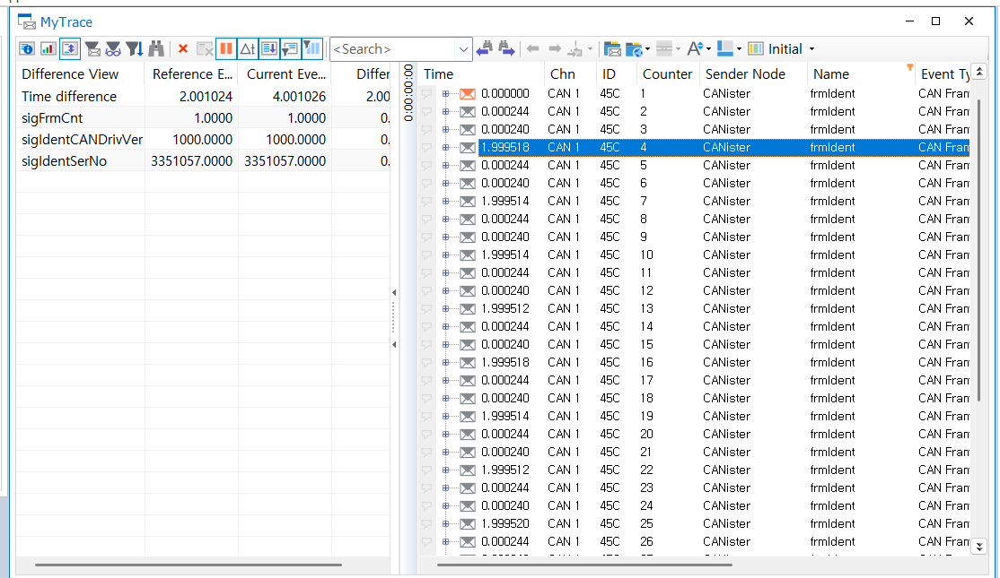 MyTrace
<Search>
Initial
Difference View Reference E... Current Eve... Differ
Time difference 2.001024 4.001026 2.00
sigFrmCnt 1.0000 1.0000 0.
sigIdentCANDrivVer 1000.0000 1000.0000 0.
sigIdentSerNo 3351057.0000 3351057.0000 0.
0:00:00:00
Time Chn ID Counter Sender Node Name Event Ty
0.000000 CAN 1 45C 1 CANister frmIdent CAN Fram
0.000244 CAN 1 45C 2 CANister frmIdent CAN Fram
0.000240 CAN 1 45C 3 CANister frmIdent CAN Fram
1.999518 CAN 1 45C 4 CANister frmIdent CAN Fram
0.000244 CAN 1 45C 5 CANister frmIdent CAN Fram
0.000240 CAN 1 45C 6 CANister frmIdent CAN Fram
1.999514 CAN 1 45C 7 CANister frmIdent CAN Fram
0.000244 CAN 1 45C 8 CANister frmIdent CAN Fram
0.000240 CAN 1 45C 9 CANister frmIdent CAN Fram
1.999514 CAN 1 45C 10 CANister frmIdent CAN Fram
0.000244 CAN 1 45C 11 CANister frmIdent CAN Fram
0.000240 CAN 1 45C 12 CANister frmIdent CAN Fram
1.999512 CAN 1 45C 13 CANister frmIdent CAN Fram
0.000244 CAN 1 45C 14 CANister frmIdent CAN Fram
0.000240 CAN 1 45C 15 CANister frmIdent CAN Fram
1.999518 CAN 1 45C 16 CANister frmIdent CAN Fram
0.000244 CAN 1 45C 17 CANister frmIdent CAN Fram
0.000240 CAN 1 45C 18 CANister frmIdent CAN Fram
1.999514 CAN 1 45C 19 CANister frmIdent CAN Fram
0.000244 CAN 1 45C 20 CANister frmIdent CAN Fram
0.000240 CAN 1 45C 21 CANister frmIdent CAN Fram
1.999512 CAN 1 45C 22 CANister frmIdent CAN Fram
0.000244 CAN 1 45C 23 CANister frmIdent CAN Fram
0.000240 CAN 1 45C 24 CANister frmIdent CAN Fram
1.999520 CAN 1 45C 25 CANister frmIdent CAN Fram
0.000244 CAN 1 45C 26 CANister frmIdent CAN Fram